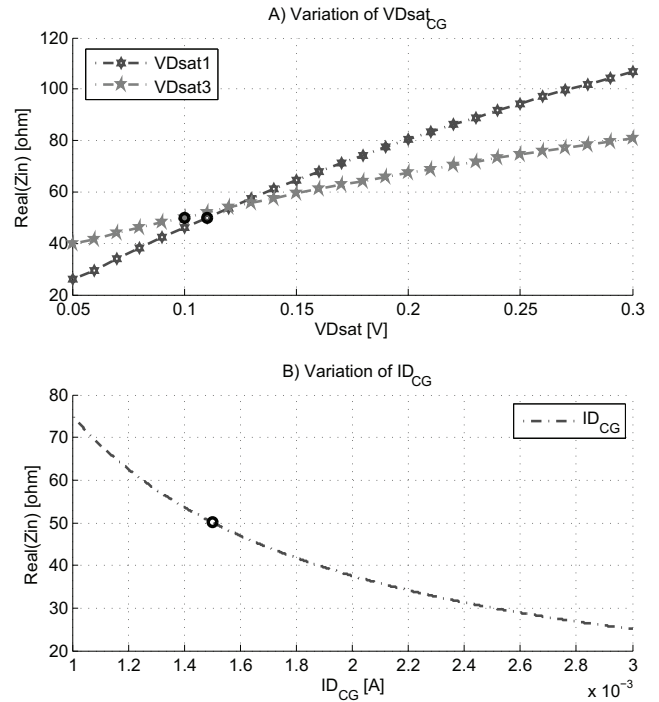 A) Variation of VDsat_CG
Real(Zin) [ohm]
120
100
80
60
40
20
VDsat1
VDsat3
0.05 0.1 0.15 0.2 0.25 0.3
VDsat [V]
B) Variation of ID_CG
Real(Zin) [ohm]
80
70
60
50
40
30
20
ID_CG
1 1.2 1.4 1.6 1.8 2 2.2 2.4 2.6 2.8 3
ID_CG [A]
x 10⁻³